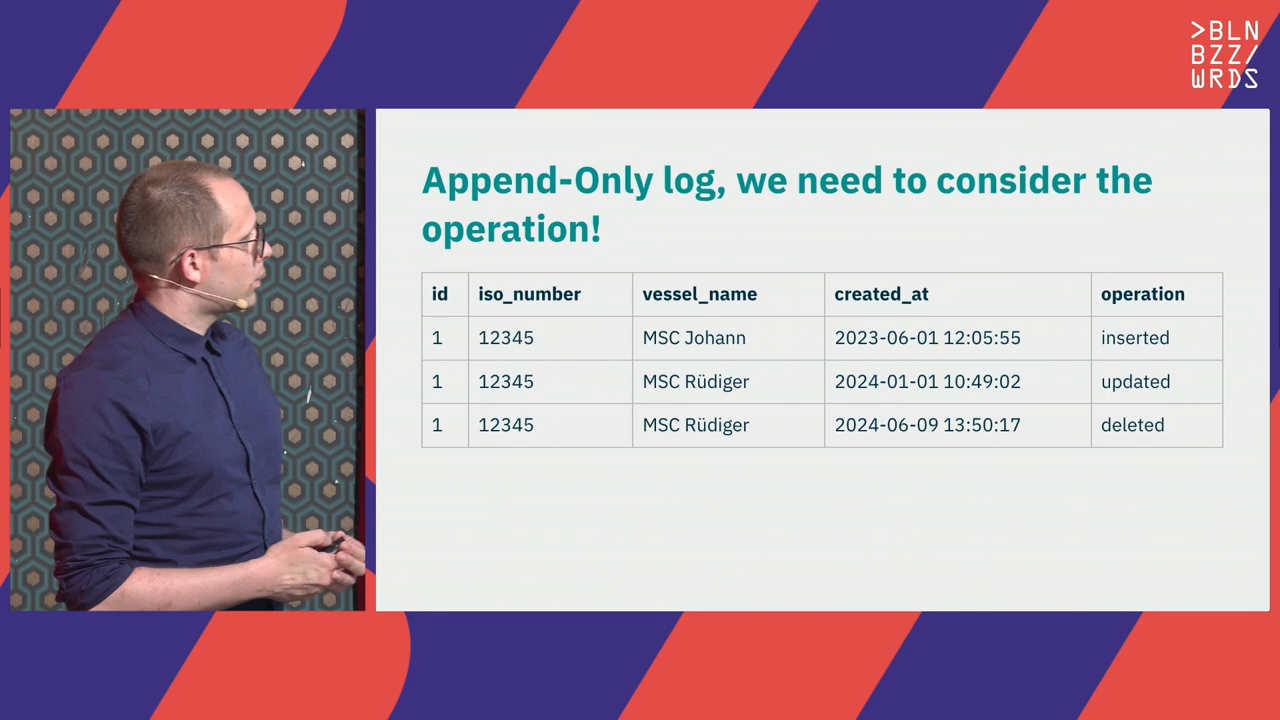 >BLN
BZZ/
WRDS
Append-Only log, we need to consider the
operation!
id iso_number vessel_name created_at operation
1 12345 MSC Johann 2023-06-01 12:05:55 inserted
1 12345 MSC Rüdiger 2024-01-01 10:49:02 updated
1 12345 MSC Rüdiger 2024-06-09 13:50:17 deleted